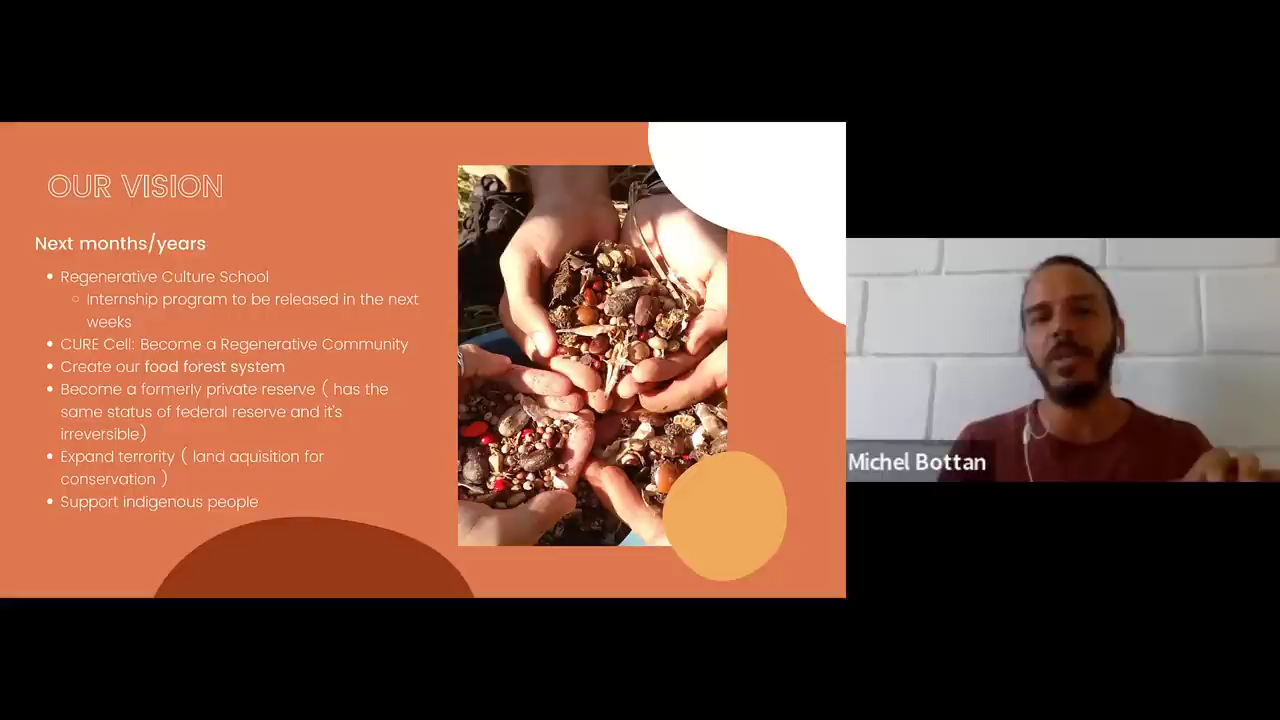 OUR VISION
Next months/years
• Regenerative Culture School
○ Internship program to be released in the next
weeks
• CURE Cell: Become a Regenerative Community
• Create our food forest system
• Become a formerly private reserve ( has the
same status of federal reserve and it's
irreversible)
• Expand terrority ( land aquisition for
conservation )
• Support indigenous people
Michel Bottan